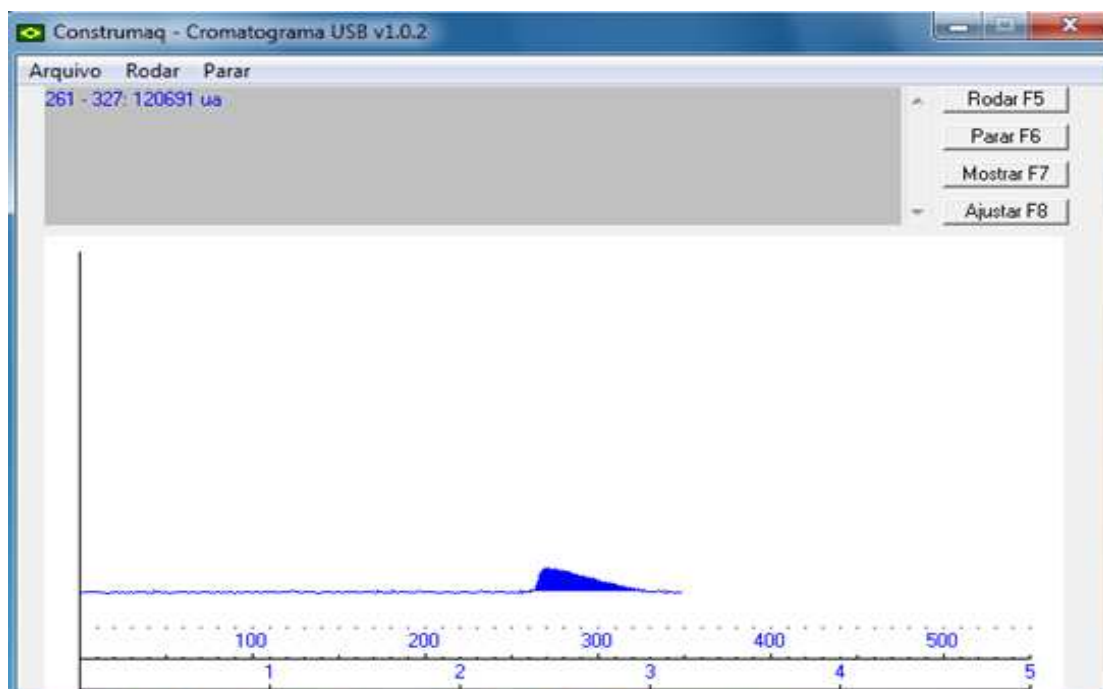 Construmaq - Cromatograma USB v1.0.2
Arquivo Rodar Parar
261 - 327: 120691 ua
Rodar F5
Parar F6
Mostrar F7
Ajustar F8
100 200 300 400 500
1 2 3 4 5